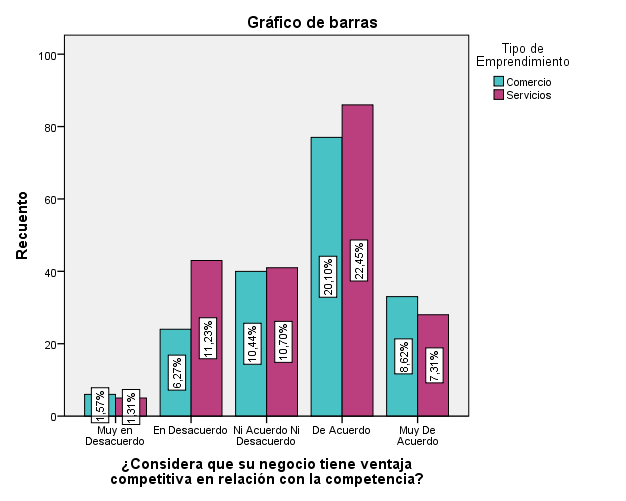 Gráfico de barras
Tipo de
Emprendimiento
Comercio
Servicios
Recuento
100
80
60
40
20
0
1,57%
1,31%
6,27%
11,23%
10,44%
10,70%
20,10%
22,45%
8,62%
7,31%
Muy en
Desacuerdo
En Desacuerdo
Ni Acuerdo Ni
Desacuerdo
De Acuerdo
Muy De
Acuerdo
¿Considera que su negocio tiene ventaja
competitiva en relación con la competencia?